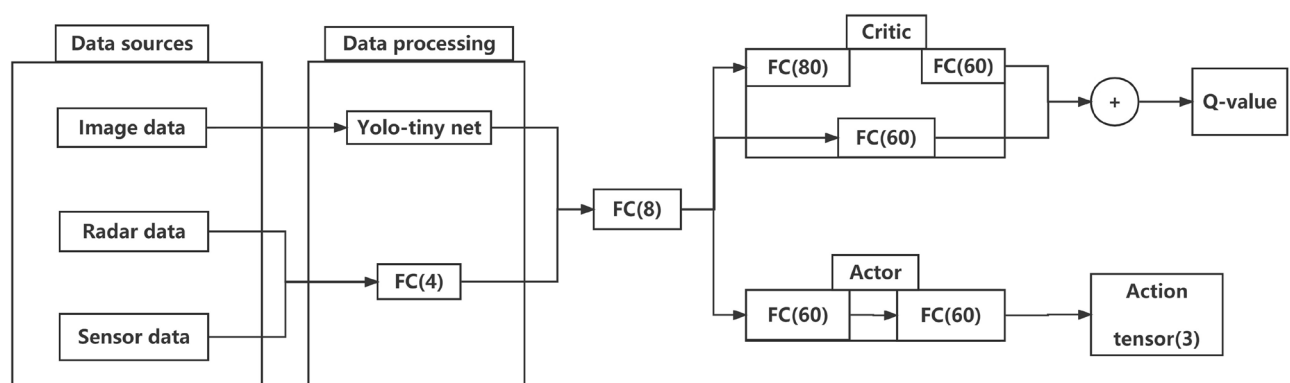 Data sources
Image data
Radar data
Sensor data
Data processing
Yolo-tiny net
FC(4)
FC(8)
Critic
FC(80)
FC(60)
FC(60)
+
Q-value
Actor
FC(60)
FC(60)
Action
tensor(3)